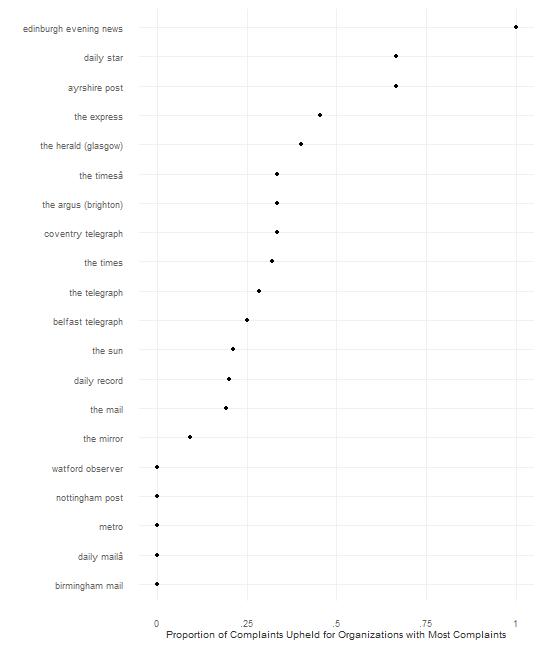 edinburgh evening news
daily star
ayrshire post
the express
the herald (glasgow)
the timesâ
the argus (brighton)
coventry telegraph
the times
the telegraph
belfast telegraph
the sun
daily record
the mail
the mirror
watford observer
nottingham post
metro
daily mailâ
birmingham mail
0 .25 .5 .75 1
Proportion of Complaints Upheld for Organizations with Most Complaints